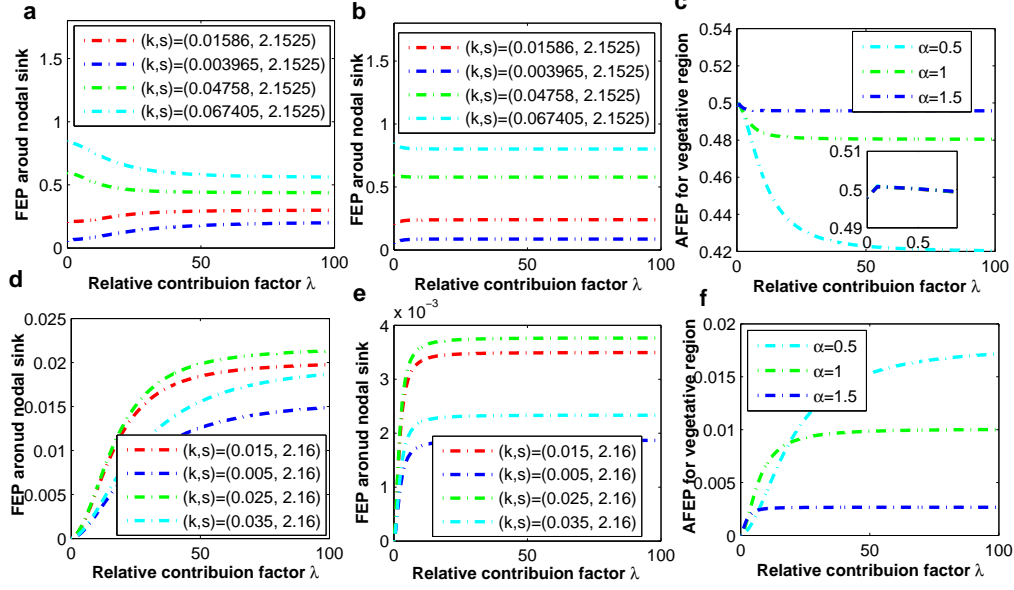 a
FEP aroud nodal sink
1.5
1
0.5
0
(k,s)=(0.01586, 2.1525)
(k,s)=(0.003965, 2.1525)
(k,s)=(0.04758, 2.1525)
(k,s)=(0.067405, 2.1525)
0 50 100
Relative contribuion factor λ
b
FEP aroud nodal sink
1.5
1
0.5
0
(k,s)=(0.01586, 2.1525)
(k,s)=(0.003965, 2.1525)
(k,s)=(0.04758, 2.1525)
(k,s)=(0.067405, 2.1525)
0 50 100
Relative contribuion factor λ
c
AFEP for vegetative region
0.54
0.52
0.5
0.48
0.46
0.44
0.42
α=0.5
α=1
α=1.5
0.51
0.5
0.49
0 0.5
0 50 100
Relative contribuion factor λ
d
FEP aronud nodal sink
0.025
0.02
0.015
0.01
0.005
0
(k,s)=(0.015, 2.16)
(k,s)=(0.005, 2.16)
(k,s)=(0.025, 2.16)
(k,s)=(0.035, 2.16)
0 50 100
Relative contribuion factor λ
e
x 10⁻³
FEP aronud nodal sink
4
3
2
1
0
(k,s)=(0.015, 2.16)
(k,s)=(0.005, 2.16)
(k,s)=(0.025, 2.16)
(k,s)=(0.035, 2.16)
0 50 100
Relative contribuion factor λ
f
AFEP for vegetative region
0.02
0.015
0.01
0.005
0
α=0.5
α=1
α=1.5
0 50 100
Relative contribuion factor λ